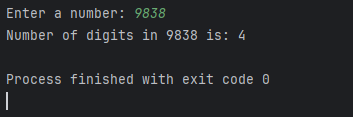 Enter a number: 9838
Number of digits in 9838 is: 4
Process finished with exit code 0